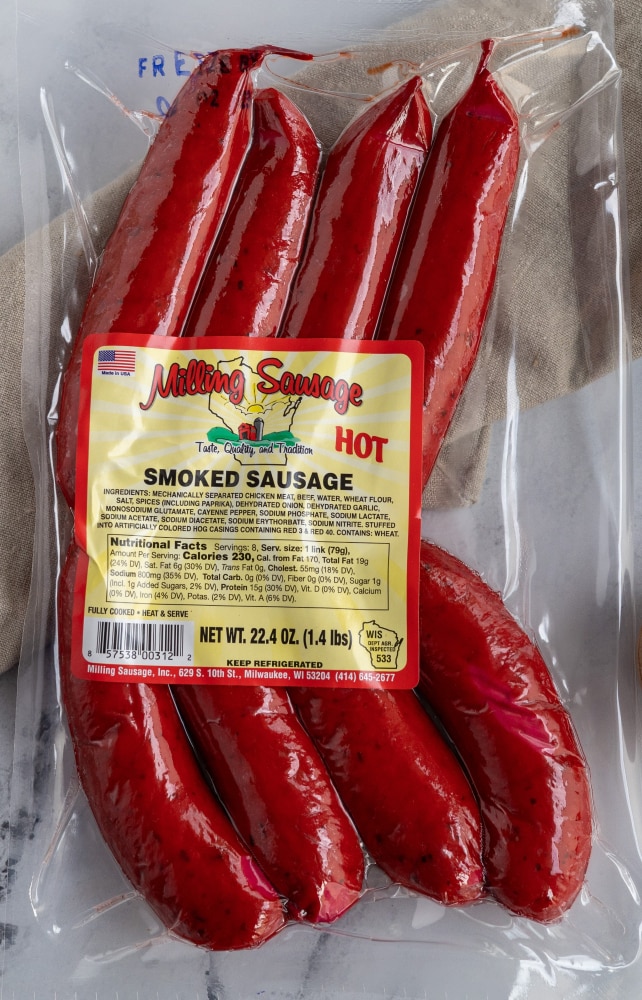 Made in USA
Milling Sausage
Taste, Quality, and Tradition
HOT
SMOKED SAUSAGE
INGREDIENTS: MECHANICALLY SEPARATED CHICKEN MEAT, BEEF, WATER, WHEAT FLOUR,
SALT, SPICES (INCLUDING PAPRIKA), DEHYDRATED ONION, DEHYDRATED GARLIC,
MONOSODIUM GLUTAMATE, CAYENNE PEPPER, SODIUM PHOSPHATE, SODIUM LACTATE,
SODIUM ACETATE, SODIUM DIACETATE, SODIUM ERYTHORBATE, SODIUM NITRITE. STUFFED
INTO ARTIFICIALLY COLORED HOG CASINGS CONTAINING RED 3 & RED 40. CONTAINS: WHEAT.
Nutritional Facts Servings: 8, Serv. size: 1 link (79g),
Amount Per Serving: Calories 230, Cal. from Fat 170, Total Fat 19g
(24% DV), Sat. Fat 6g (30% DV), Trans Fat 0g, Cholest. 55mg (18% DV),
Sodium 800mg (35% DV), Total Carb. 0g (0% DV), Fiber 0g (0% DV), Sugar 1g
(Incl. 1g Added Sugars, 2% DV), Protein 15g (30% DV), Vit. D (0% DV), Calcium
(0% DV), Iron (4% DV), Potas. (2% DV), Vit. A (6% DV).
FULLY COOKED • HEAT & SERVE
8 57538 00312 2
NET WT. 22.4 OZ. (1.4 lbs)
WIS
DEPT AGR.
INSPECTED
533
KEEP REFRIGERATED
Milling Sausage, Inc., 629 S. 10th St., Milwaukee, WI 53204 (414) 645-2677